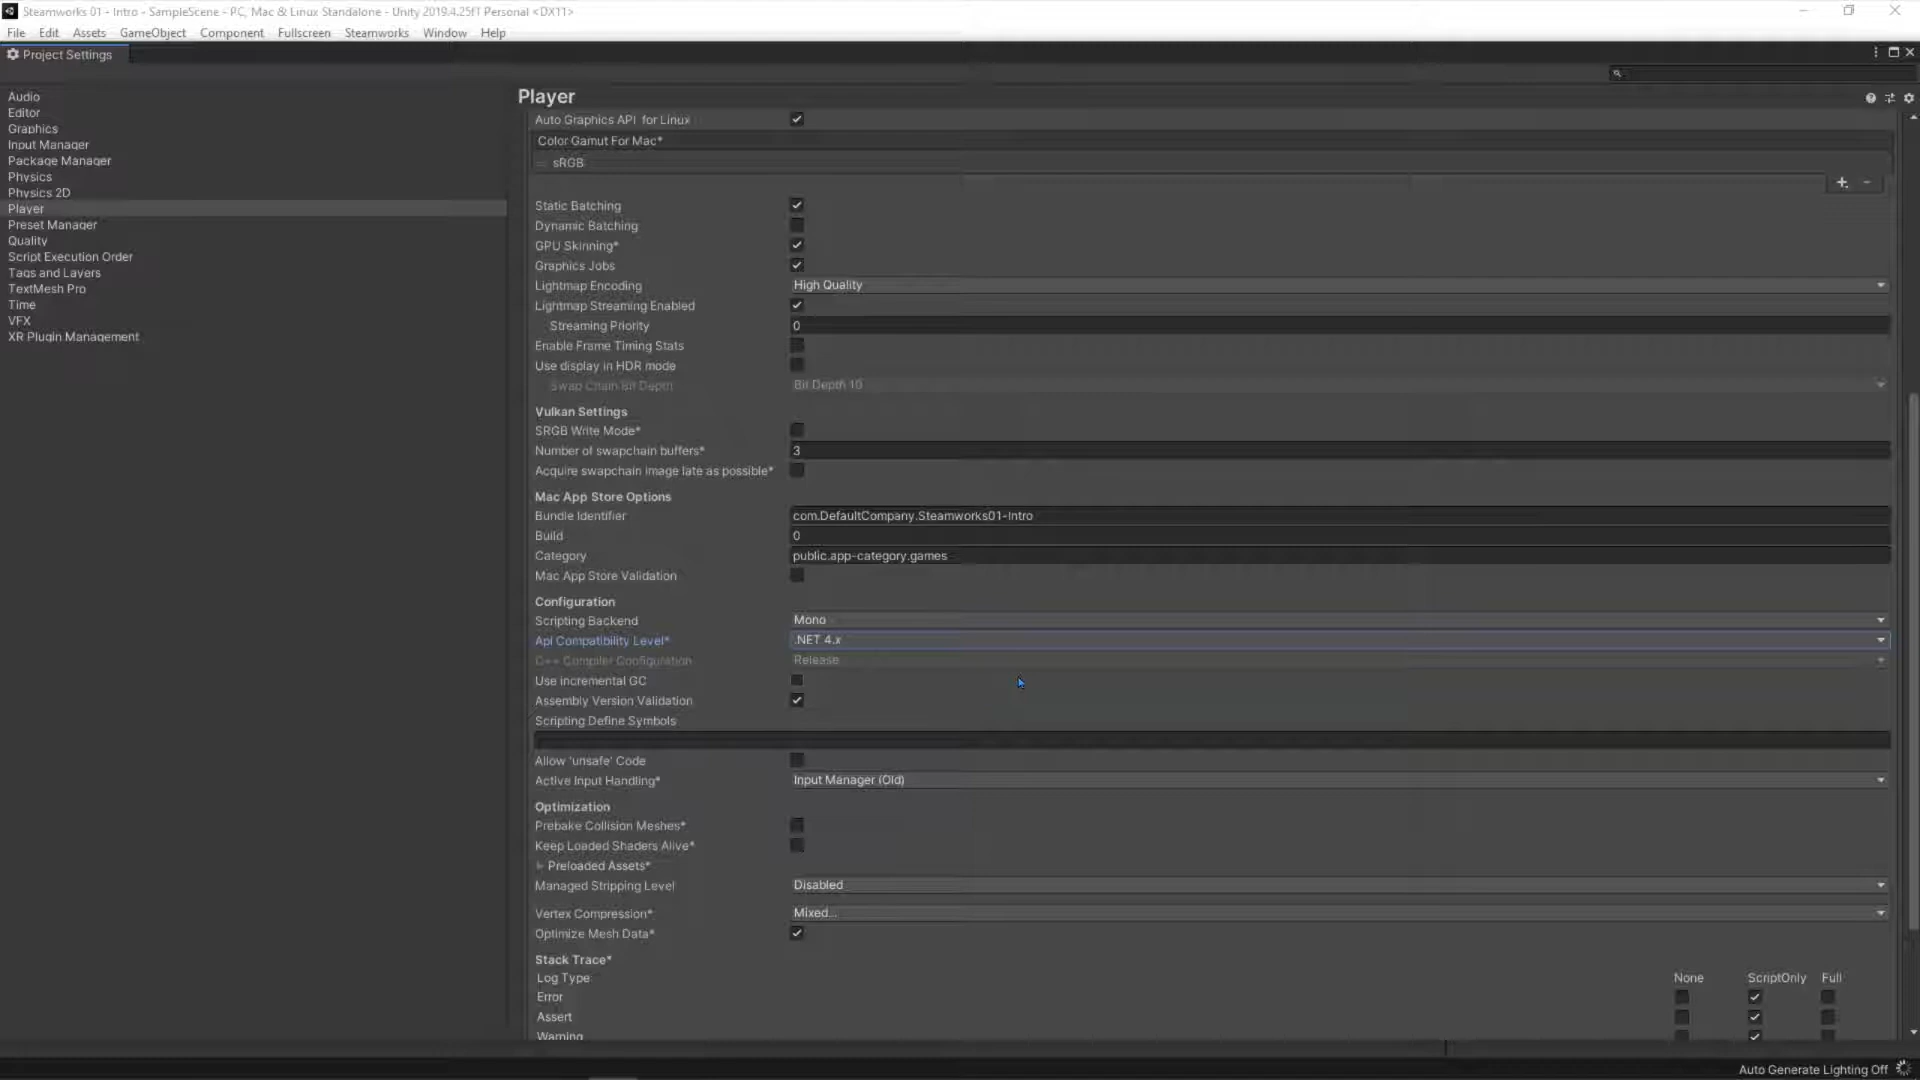 Steamworks 01 - Intro - SampleScene - PC, Mac & Linux Standalone - Unity 2019.4.25f1 Personal <DX11>
File Edit Assets GameObject Component Fullscreen Steamworks Window Help
Project Settings
Audio
Editor
Graphics
Input Manager
Package Manager
Physics
Physics 2D
Player
Preset Manager
Quality
Script Execution Order
Tags and Layers
TextMesh Pro
Time
VFX
XR Plugin Management
Player
Auto Graphics API for Linux
Color Gamut For Mac*
sRGB
Static Batching
Dynamic Batching
GPU Skinning*
Graphics Jobs
Lightmap Encoding High Quality
Lightmap Streaming Enabled
Streaming Priority 0
Enable Frame Timing Stats
Use display in HDR mode
Swap Chain Bit Depth Bit Depth 10
Vulkan Settings
SRGB Write Mode*
Number of swapchain buffers* 3
Acquire swapchain image late as possible*
Mac App Store Options
Bundle Identifier com.DefaultCompany.Steamworks01-Intro
Build 0
Category public.app-category.games
Mac App Store Validation
Configuration
Scripting Backend Mono
Api Compatibility Level* .NET 4.x
C++ Compiler Configuration Release
Use incremental GC
Assembly Version Validation
Scripting Define Symbols
Allow 'unsafe' Code
Active Input Handling* Input Manager (Old)
Optimization
Prebake Collision Meshes*
Keep Loaded Shaders Alive*
Preloaded Assets*
Managed Stripping Level Disabled
Vertex Compression* Mixed...
Optimize Mesh Data*
Stack Trace*
Log Type None ScriptOnly Full
Error
Assert
Warning
Auto Generate Lighting Off